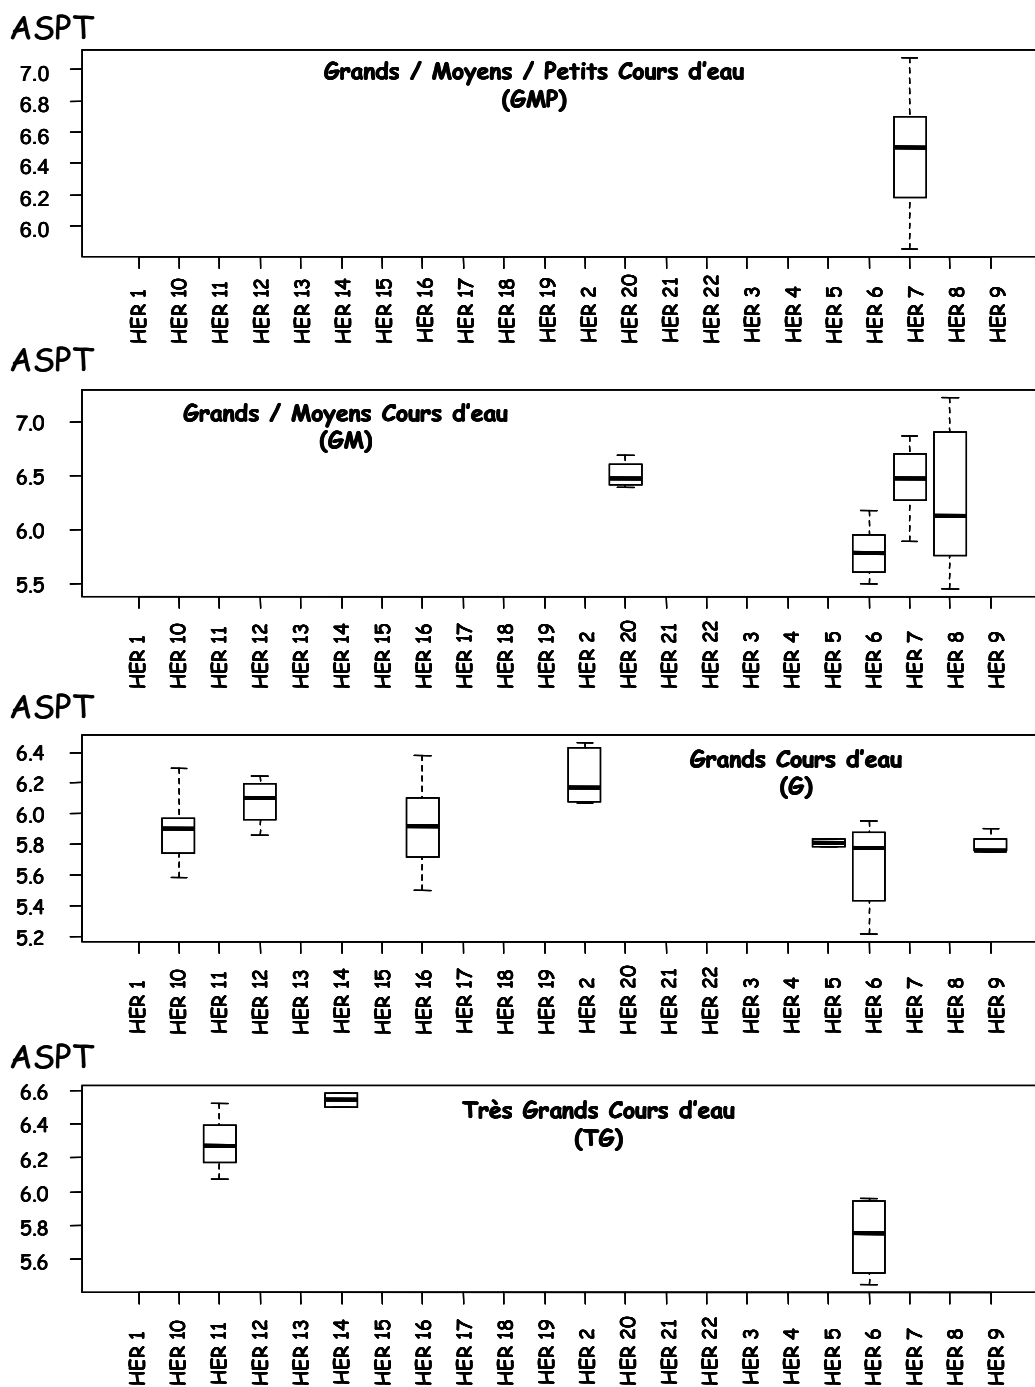 ASPT
Grands / Moyens / Petits Cours d'eau
(GMP)
7.0
6.8
6.6
6.4
6.2
6.0
HER 1 HER 10 HER 11 HER 12 HER 13 HER 14 HER 15 HER 16 HER 17 HER 18 HER 19 HER 2 HER 20 HER 21 HER 22 HER 3 HER 4 HER 5 HER 6 HER 7 HER 8 HER 9
ASPT
Grands / Moyens Cours d'eau
(GM)
7.0
6.5
6.0
5.5
HER 1 HER 10 HER 11 HER 12 HER 13 HER 14 HER 15 HER 16 HER 17 HER 18 HER 19 HER 2 HER 20 HER 21 HER 22 HER 3 HER 4 HER 5 HER 6 HER 7 HER 8 HER 9
ASPT
Grands Cours d'eau
(G)
6.4
6.2
6.0
5.8
5.6
5.4
5.2
HER 1 HER 10 HER 11 HER 12 HER 13 HER 14 HER 15 HER 16 HER 17 HER 18 HER 19 HER 2 HER 20 HER 21 HER 22 HER 3 HER 4 HER 5 HER 6 HER 7 HER 8 HER 9
ASPT
Très Grands Cours d'eau
(TG)
6.6
6.4
6.2
6.0
5.8
5.6
HER 1 HER 10 HER 11 HER 12 HER 13 HER 14 HER 15 HER 16 HER 17 HER 18 HER 19 HER 2 HER 20 HER 21 HER 22 HER 3 HER 4 HER 5 HER 6 HER 7 HER 8 HER 9